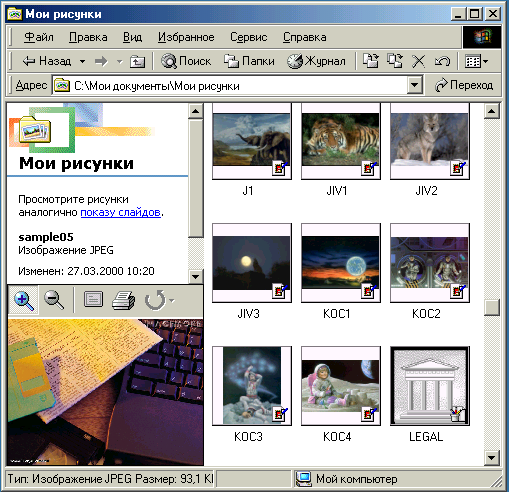 Мои рисунки
Файл Правка Вид Избранное Сервис Справка
Назад Поиск Папки Журнал
Адрес C:\Мои документы\Мои рисунки Переход
Мои рисунки
Просмотрите рисунки
аналогично показу слайдов.
sample05
Изображение JPEG
Изменен: 27.03.2000 10:20
J1 JIV1 JIV2
JIV3 KOC1 KOC2
KOC3 KOC4 LEGAL
Тип: Изображение JPEG Размер: 93,1 КБ Мой компьютер